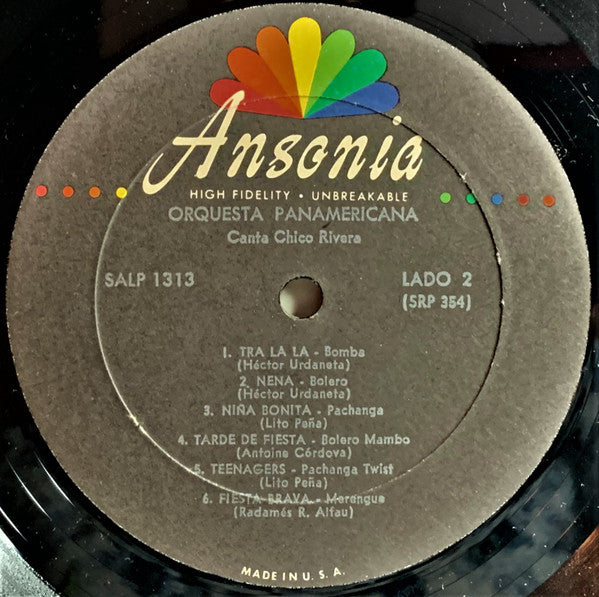 Ansonia
HIGH FIDELITY • UNBREAKABLE
ORQUESTA PANAMERICANA
Canta Chico Rivera
SALP 1313
LADO 2
(SRP 354)
1. TRA LA LA - Bomba
(Héctor Urdaneta)
2. NENA - Bolero
(Héctor Urdaneta)
3. NIÑA BONITA - Pachanga
(Lito Peña)
4. TARDE DE FIESTA - Bolero Mambo
(Antoine Córdova)
5. TEENAGERS - Pachanga Twist
(Lito Peña)
6. FIESTA BRAVA - Merengue
(Radamés R. Alfau)
MADE IN U. S. A.